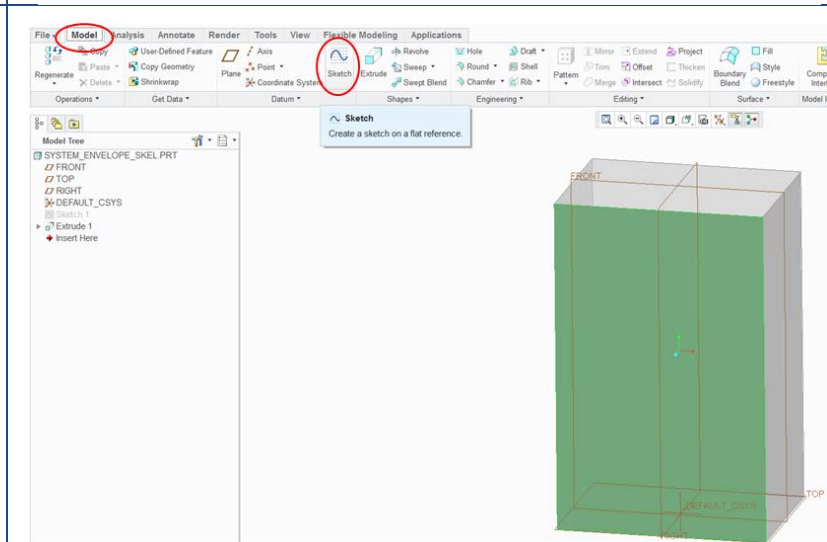 File Model Analysis Annotate Render Tools View Flexible Modeling Applications
Copy User-Defined Feature Axis Revolve Hole Draft Mirror Extend Project Fill
Paste Copy Geometry Point Sweep Round Shell Trim Offset Thicken Style
Regenerate Delete Shrinkwrap Plane Coordinate System Sketch Extrude Swept Blend Chamfer Rib Pattern Merge Intersect Solidify Boundary Blend Freestyle
Operations Get Data Datum Shapes Engineering Editing Surface
Sketch
Create a sketch on a flat reference.
Model Tree
SYSTEM_ENVELOPE_SKEL.PRT
FRONT
TOP
RIGHT
DEFAULT_CSYS
Sketch 1
Extrude 1
Insert Here
FRONT
TOP
DEFAULT_CSYS
RIGHT